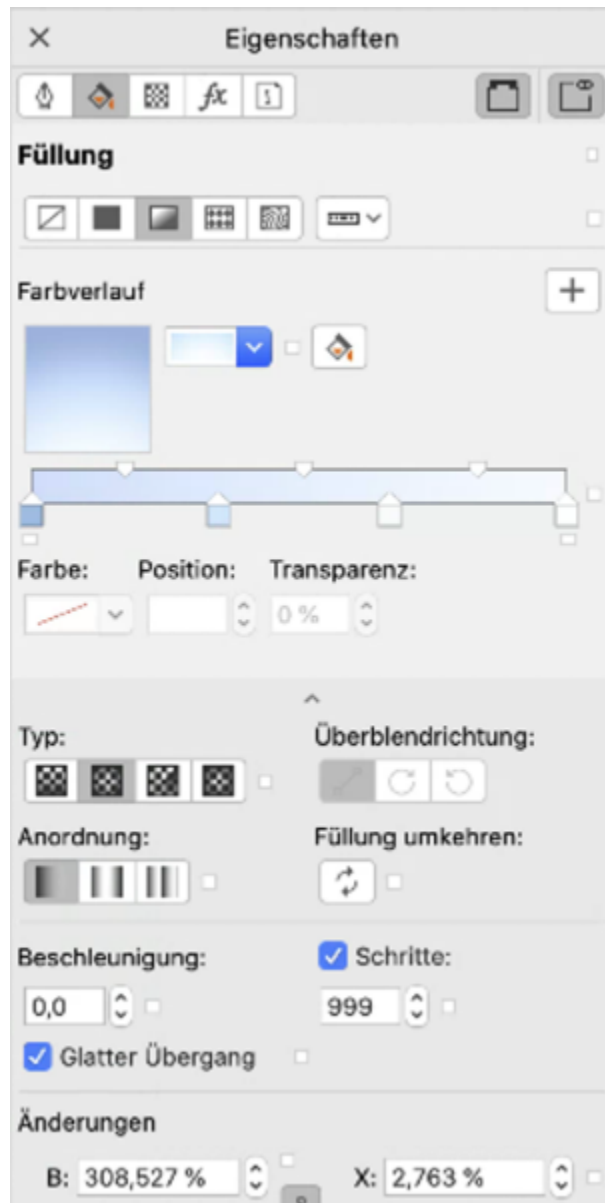 Eigenschaften
fx
Füllung
Farbverlauf
Farbe: Position: Transparenz:
0 %
Typ: Überblendrichtung:
Anordnung: Füllung umkehren:
Beschleunigung: Schritte:
0,0 999
Glatter Übergang
Änderungen
B: 308,527 % X: 2,763 %